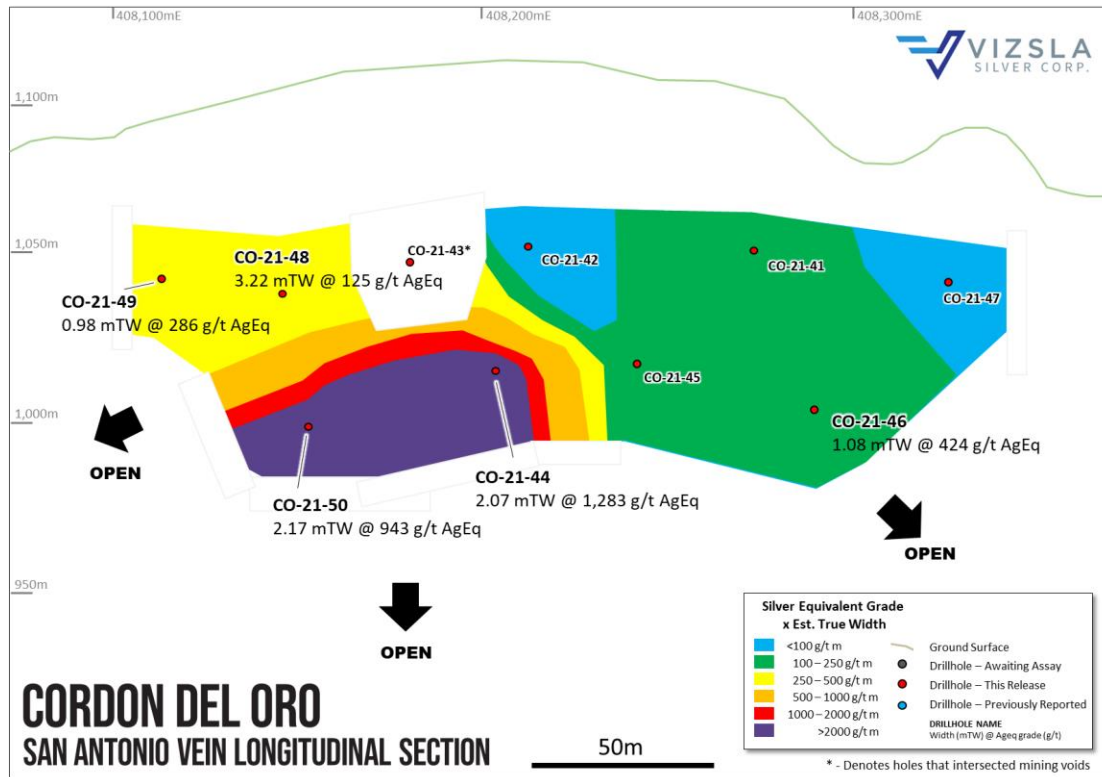 408,100mE
408,200mE
408,300mE
VIZSLA
SILVER CORP.
1,100m
1,050m
1,000m
950m
CO-21-48
3.22 mTW @ 125 g/t AgEq
CO-21-43*
CO-21-42
CO-21-41
CO-21-47
CO-21-49
0.98 mTW @ 286 g/t AgEq
CO-21-45
CO-21-46
1.08 mTW @ 424 g/t AgEq
OPEN
CO-21-44
2.07 mTW @ 1,283 g/t AgEq
CO-21-50
2.17 mTW @ 943 g/t AgEq
OPEN
OPEN
Silver Equivalent Grade
x Est. True Width
<100 g/t m
100 – 250 g/t m
250 – 500 g/t m
500 – 1000 g/t m
1000 – 2000 g/t m
>2000 g/t m
Ground Surface
Drillhole – Awaiting Assay
Drillhole – This Release
Drillhole – Previously Reported
DRILLHOLE NAME
Width (mTW) @ Ageq grade (g/t)
* - Denotes holes that intersected mining voids
CORDON DEL ORO
SAN ANTONIO VEIN LONGITUDINAL SECTION
50m